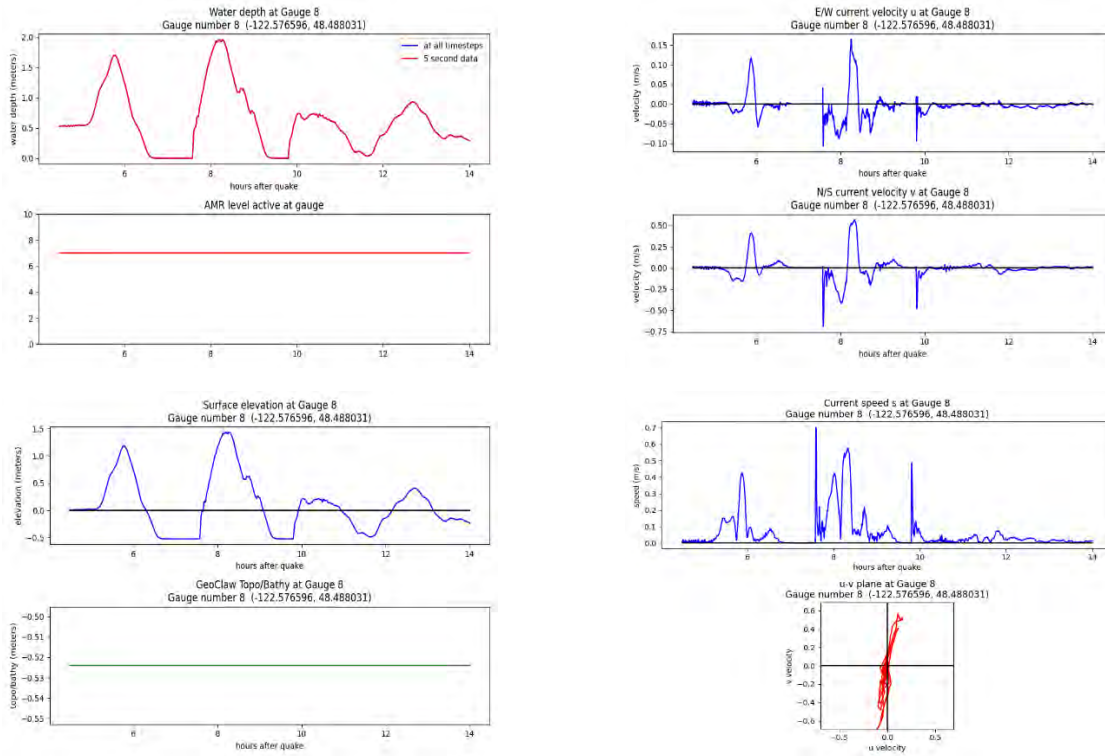 Water depth at Gauge 8
Gauge number 8 (-122.576596, 48.488031)
water depth (meters)
2.0
1.5
1.0
0.5
0.0
at all timesteps
5 second data
6
8
10
12
14
hours after quake
AMR level active at gauge
10
8
6
4
2
0
6
8
10
12
14
hours after quake
Surface elevation at Gauge 8
Gauge number 8 (-122.576596, 48.488031)
elevation (meters)
1.5
1.0
0.5
0.0
−0.5
6
8
10
12
14
hours after quake
GeoClaw Topo/Bathy at Gauge 8
Gauge number 8 (-122.576596, 48.488031)
topo/bathy (meters)
−0.50
−0.51
−0.52
−0.53
−0.54
−0.55
6
8
10
12
14
hours after quake
E/W current velocity u at Gauge 8
Gauge number 8 (-122.576596, 48.488031)
velocity (m/s)
0.15
0.10
0.05
0.00
−0.05
−0.10
6
8
10
12
14
hours after quake
N/S current velocity v at Gauge 8
Gauge number 8 (-122.576596, 48.488031)
velocity (m/s)
0.50
0.25
0.00
−0.25
−0.50
−0.75
6
8
10
12
14
hours after quake
Current speed s at Gauge 8
Gauge number 8 (-122.576596, 48.488031)
speed (m/s)
0.7
0.6
0.5
0.4
0.3
0.2
0.1
0.0
6
8
10
12
14
hours after quake
u-v plane at Gauge 8
Gauge number 8 (-122.576596, 48.488031)
v velocity
0.6
0.4
0.2
0.0
−0.2
−0.4
−0.6
−0.5
0.0
0.5
u velocity